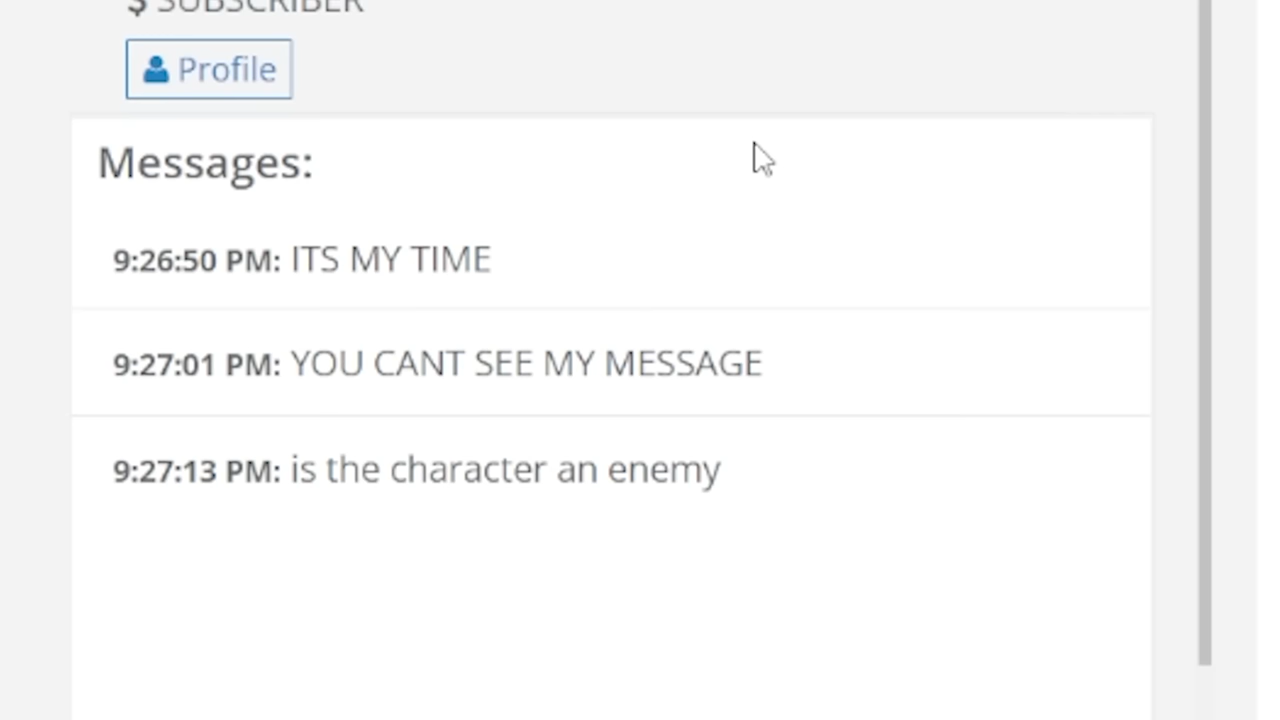 $ SUBSCRIBER
Profile
Messages:
9:26:50 PM: ITS MY TIME
9:27:01 PM: YOU CANT SEE MY MESSAGE
9:27:13 PM: is the character an enemy